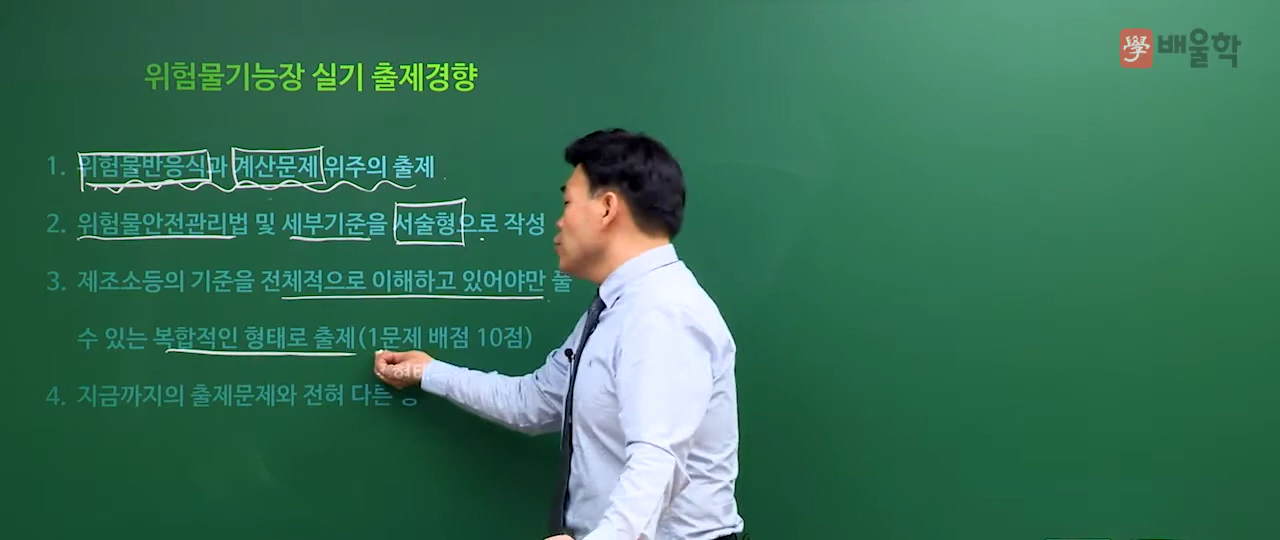 學 배울학
위험물기능장 실기 출제경향
1. 위험물반응식과 계산문제 위주의 출제
2. 위험물안전관리법 및 세부기준을 서술형으로 작성
3. 제조소등의 기준을 전체적으로 이해하고 있어야만 풀
수 있는 복합적인 형태로 출제(1문제 배점 10점)
4. 지금까지의 출제문제와 전혀 다른